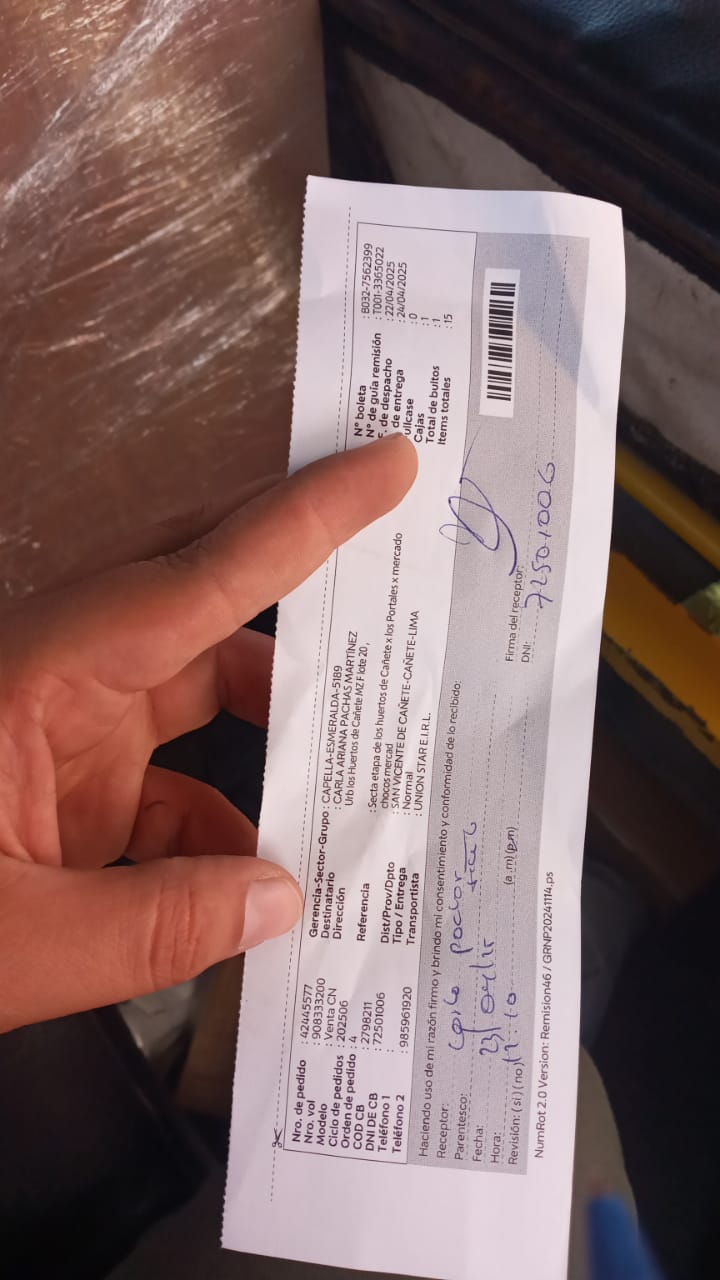 Nro. de pedido : 42445577
Nro. vol : 908333200
Modelo : Venta CN
Ciclo de pedidos : 202506
Orden de pedido : 4
COD CB : 2798211
DNI DE CB : 72501006
Teléfono 1 :
Teléfono 2 : 985961920
Gerencia-Sector-Grupo : CAPELLA-ESMERALDA-5189
Destinatario : CARLA ARIANA PACHAS MARTÍNEZ
Dirección Urb los Huertos de Cañete MZ F lote 20 ,
Referencia : Secta etapa de los huertos de Cañete x los Portales x mercado
chocos mercad
Dist/Prov/Dpto : SAN VICENTE DE CAÑETE-CAÑETE-LIMA
Tipo / Entrega Normal
Transportista : UNION STAR E.I.R.L.
N° boleta : B032-7562399
N° de guía remisión : T001-3365022
. de despacho : 22/04/2025
de entrega : 24/04/2025
ullcase : 0
Cajas : 1
Total de bultos : 1
Items totales : 15
Haciendo uso de mi razón firmo y brindo mi consentimiento y conformidad de lo recibido:
Receptor:
Parentesco:
Fecha: 23/
Hora: (a.m)(pm)
Revisión: (si)(no)
Firma del receptor:
DNI: 72501006
NumRot 2.0 Version: Remision46 / GRNP20241114.ps